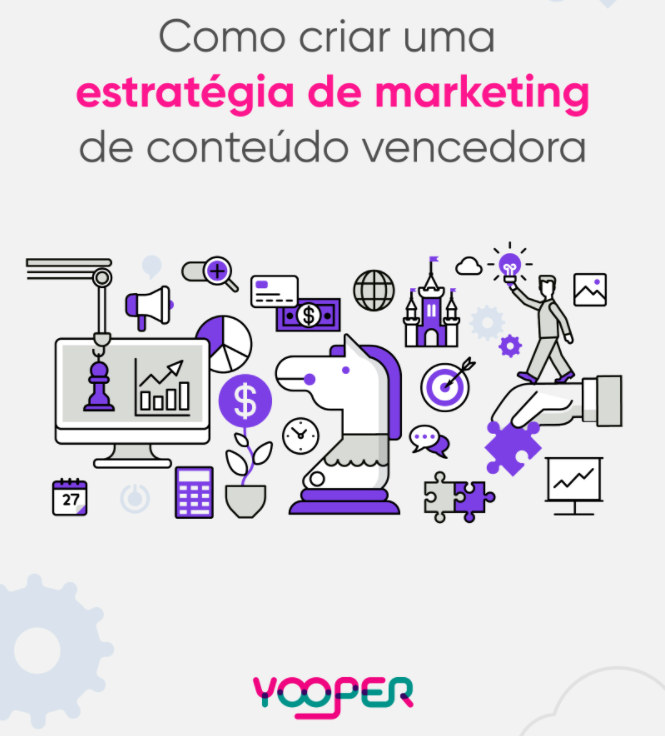 Como criar uma
estratégia de marketing
de conteúdo vencedora
$
$
27
YOOPER